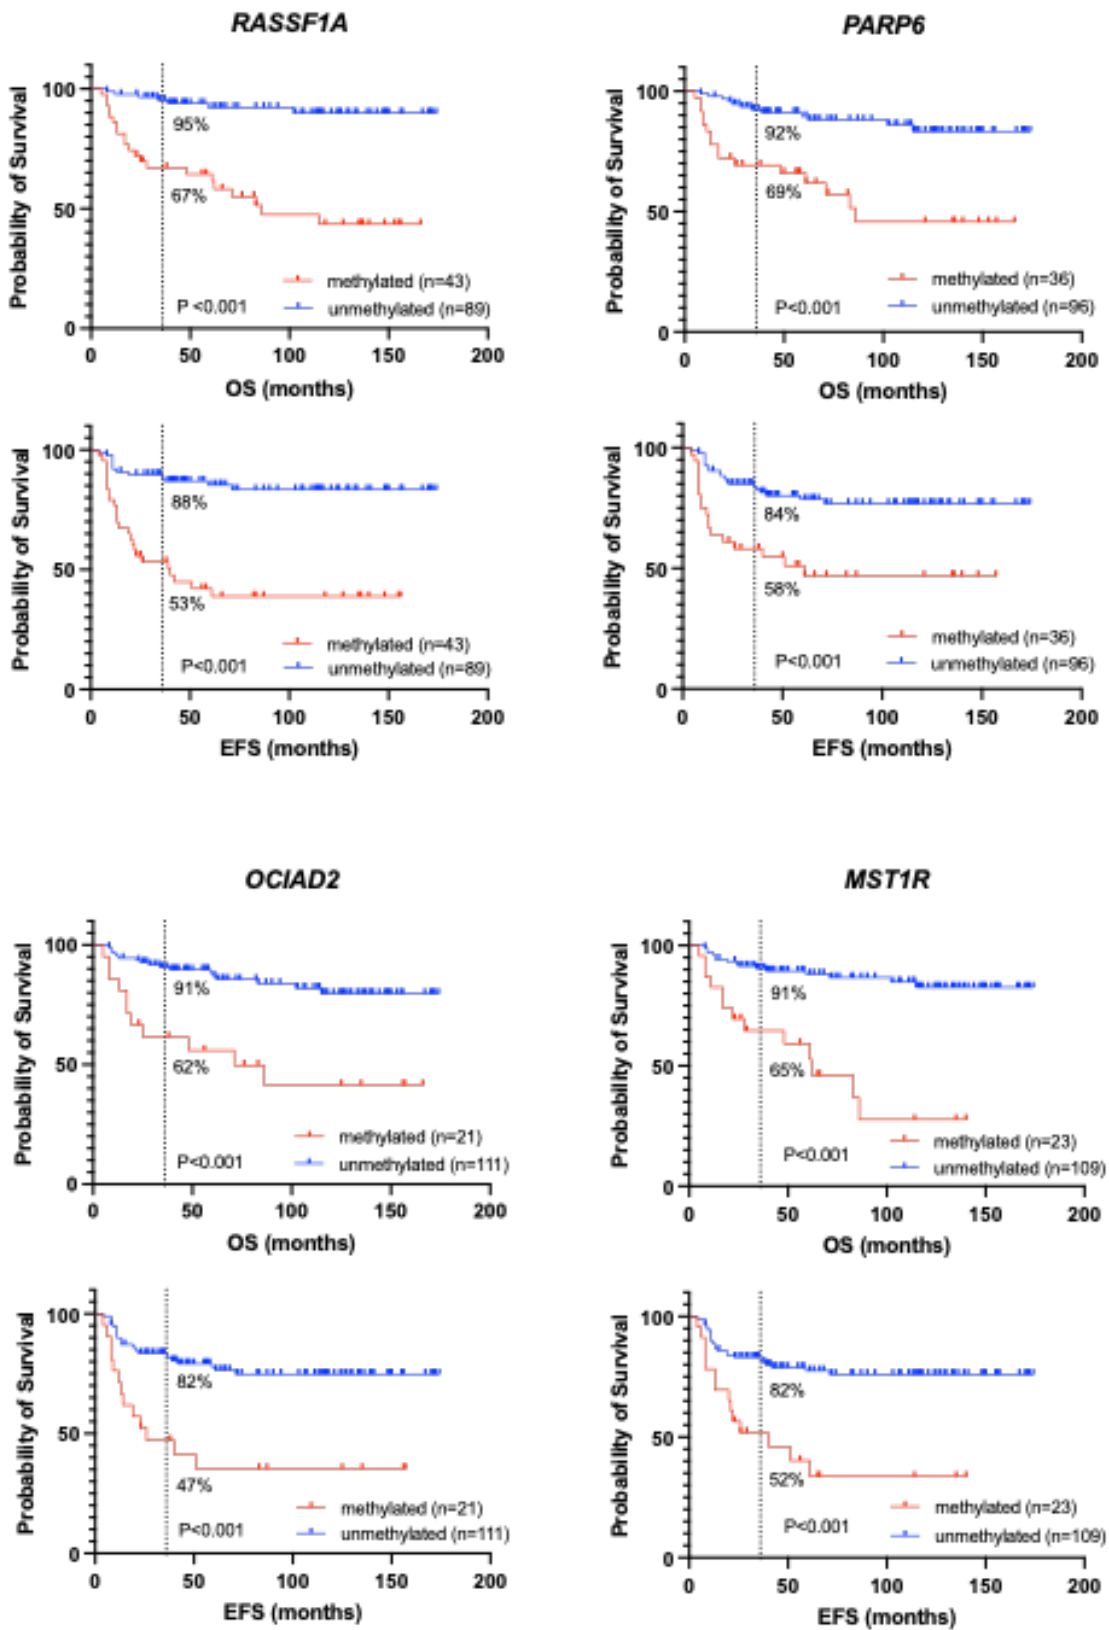 RASSF1A
Probability of Survival
100
50
0
95%
67%
methylated (n=43)
P <0.001
unmethylated (n=89)
0 50 100 150 200
OS (months)
Probability of Survival
100
50
0
88%
53%
methylated (n=43)
P<0.001
unmethylated (n=89)
0 50 100 150 200
EFS (months)
PARP6
Probability of Survival
100
50
0
92%
69%
methylated (n=36)
P<0.001
unmethylated (n=96)
0 50 100 150 200
OS (months)
Probability of Survival
100
50
0
84%
58%
methylated (n=36)
P<0.001
unmethylated (n=96)
0 50 100 150 200
EFS (months)
OCIAD2
Probability of Survival
100
50
0
91%
62%
methylated (n=21)
P<0.001
unmethylated (n=111)
0 50 100 150 200
OS (months)
Probability of Survival
100
50
0
82%
47%
methylated (n=21)
P<0.001
unmethylated (n=111)
0 50 100 150 200
EFS (months)
MST1R
Probability of Survival
100
50
0
91%
65%
methylated (n=23)
P<0.001
unmethylated (n=109)
0 50 100 150 200
OS (months)
Probability of Survival
100
50
0
82%
52%
methylated (n=23)
P<0.001
unmethylated (n=109)
0 50 100 150 200
EFS (months)